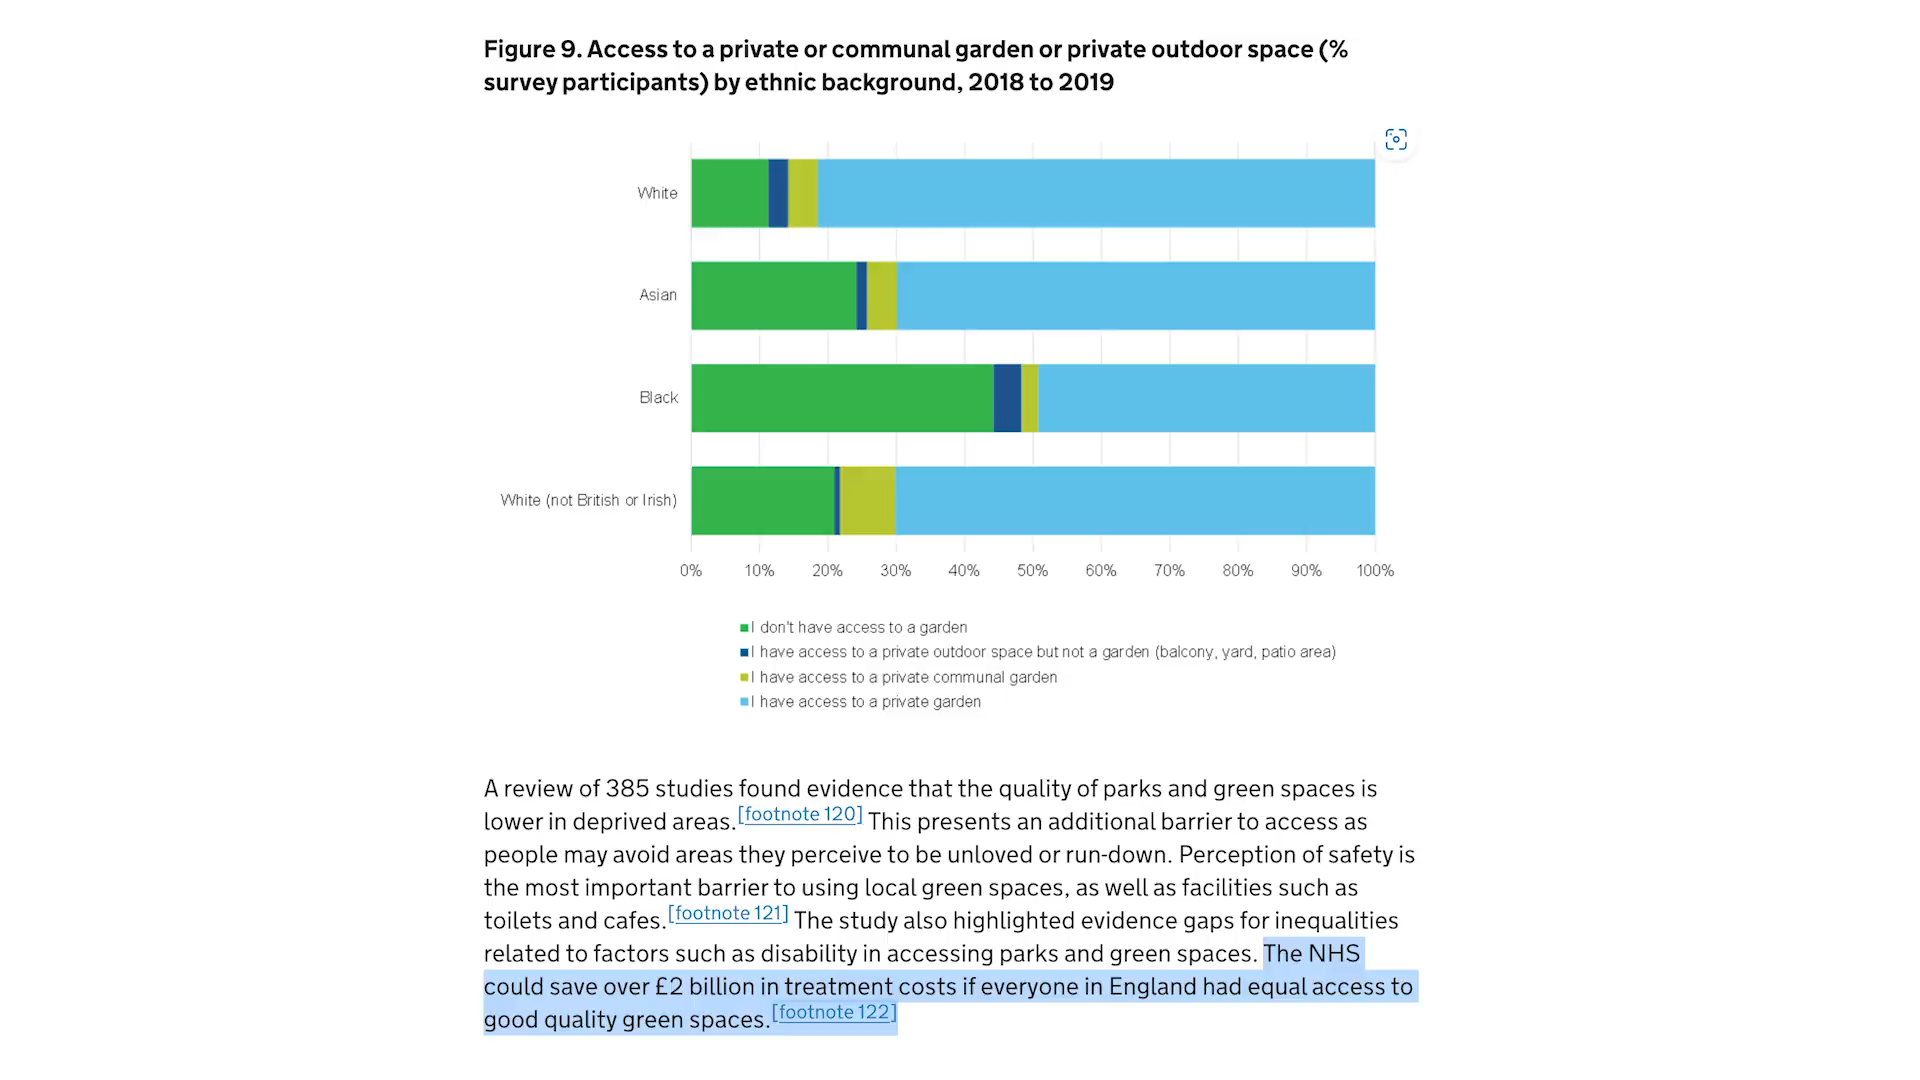 Figure 9. Access to a private or communal garden or private outdoor space (%
survey participants) by ethnic background, 2018 to 2019
White
Asian
Black
White (not British or Irish)
0% 10% 20% 30% 40% 50% 60% 70% 80% 90% 100%
I don't have access to a garden
I have access to a private outdoor space but not a garden (balcony, yard, patio area)
I have access to a private communal garden
I have access to a private garden
A review of 385 studies found evidence that the quality of parks and green spaces is
lower in deprived areas.[footnote 120] This presents an additional barrier to access as
people may avoid areas they perceive to be unloved or run-down. Perception of safety is
the most important barrier to using local green spaces, as well as facilities such as
toilets and cafes.[footnote 121] The study also highlighted evidence gaps for inequalities
related to factors such as disability in accessing parks and green spaces. The NHS
could save over £2 billion in treatment costs if everyone in England had equal access to
good quality green spaces.[footnote 122]